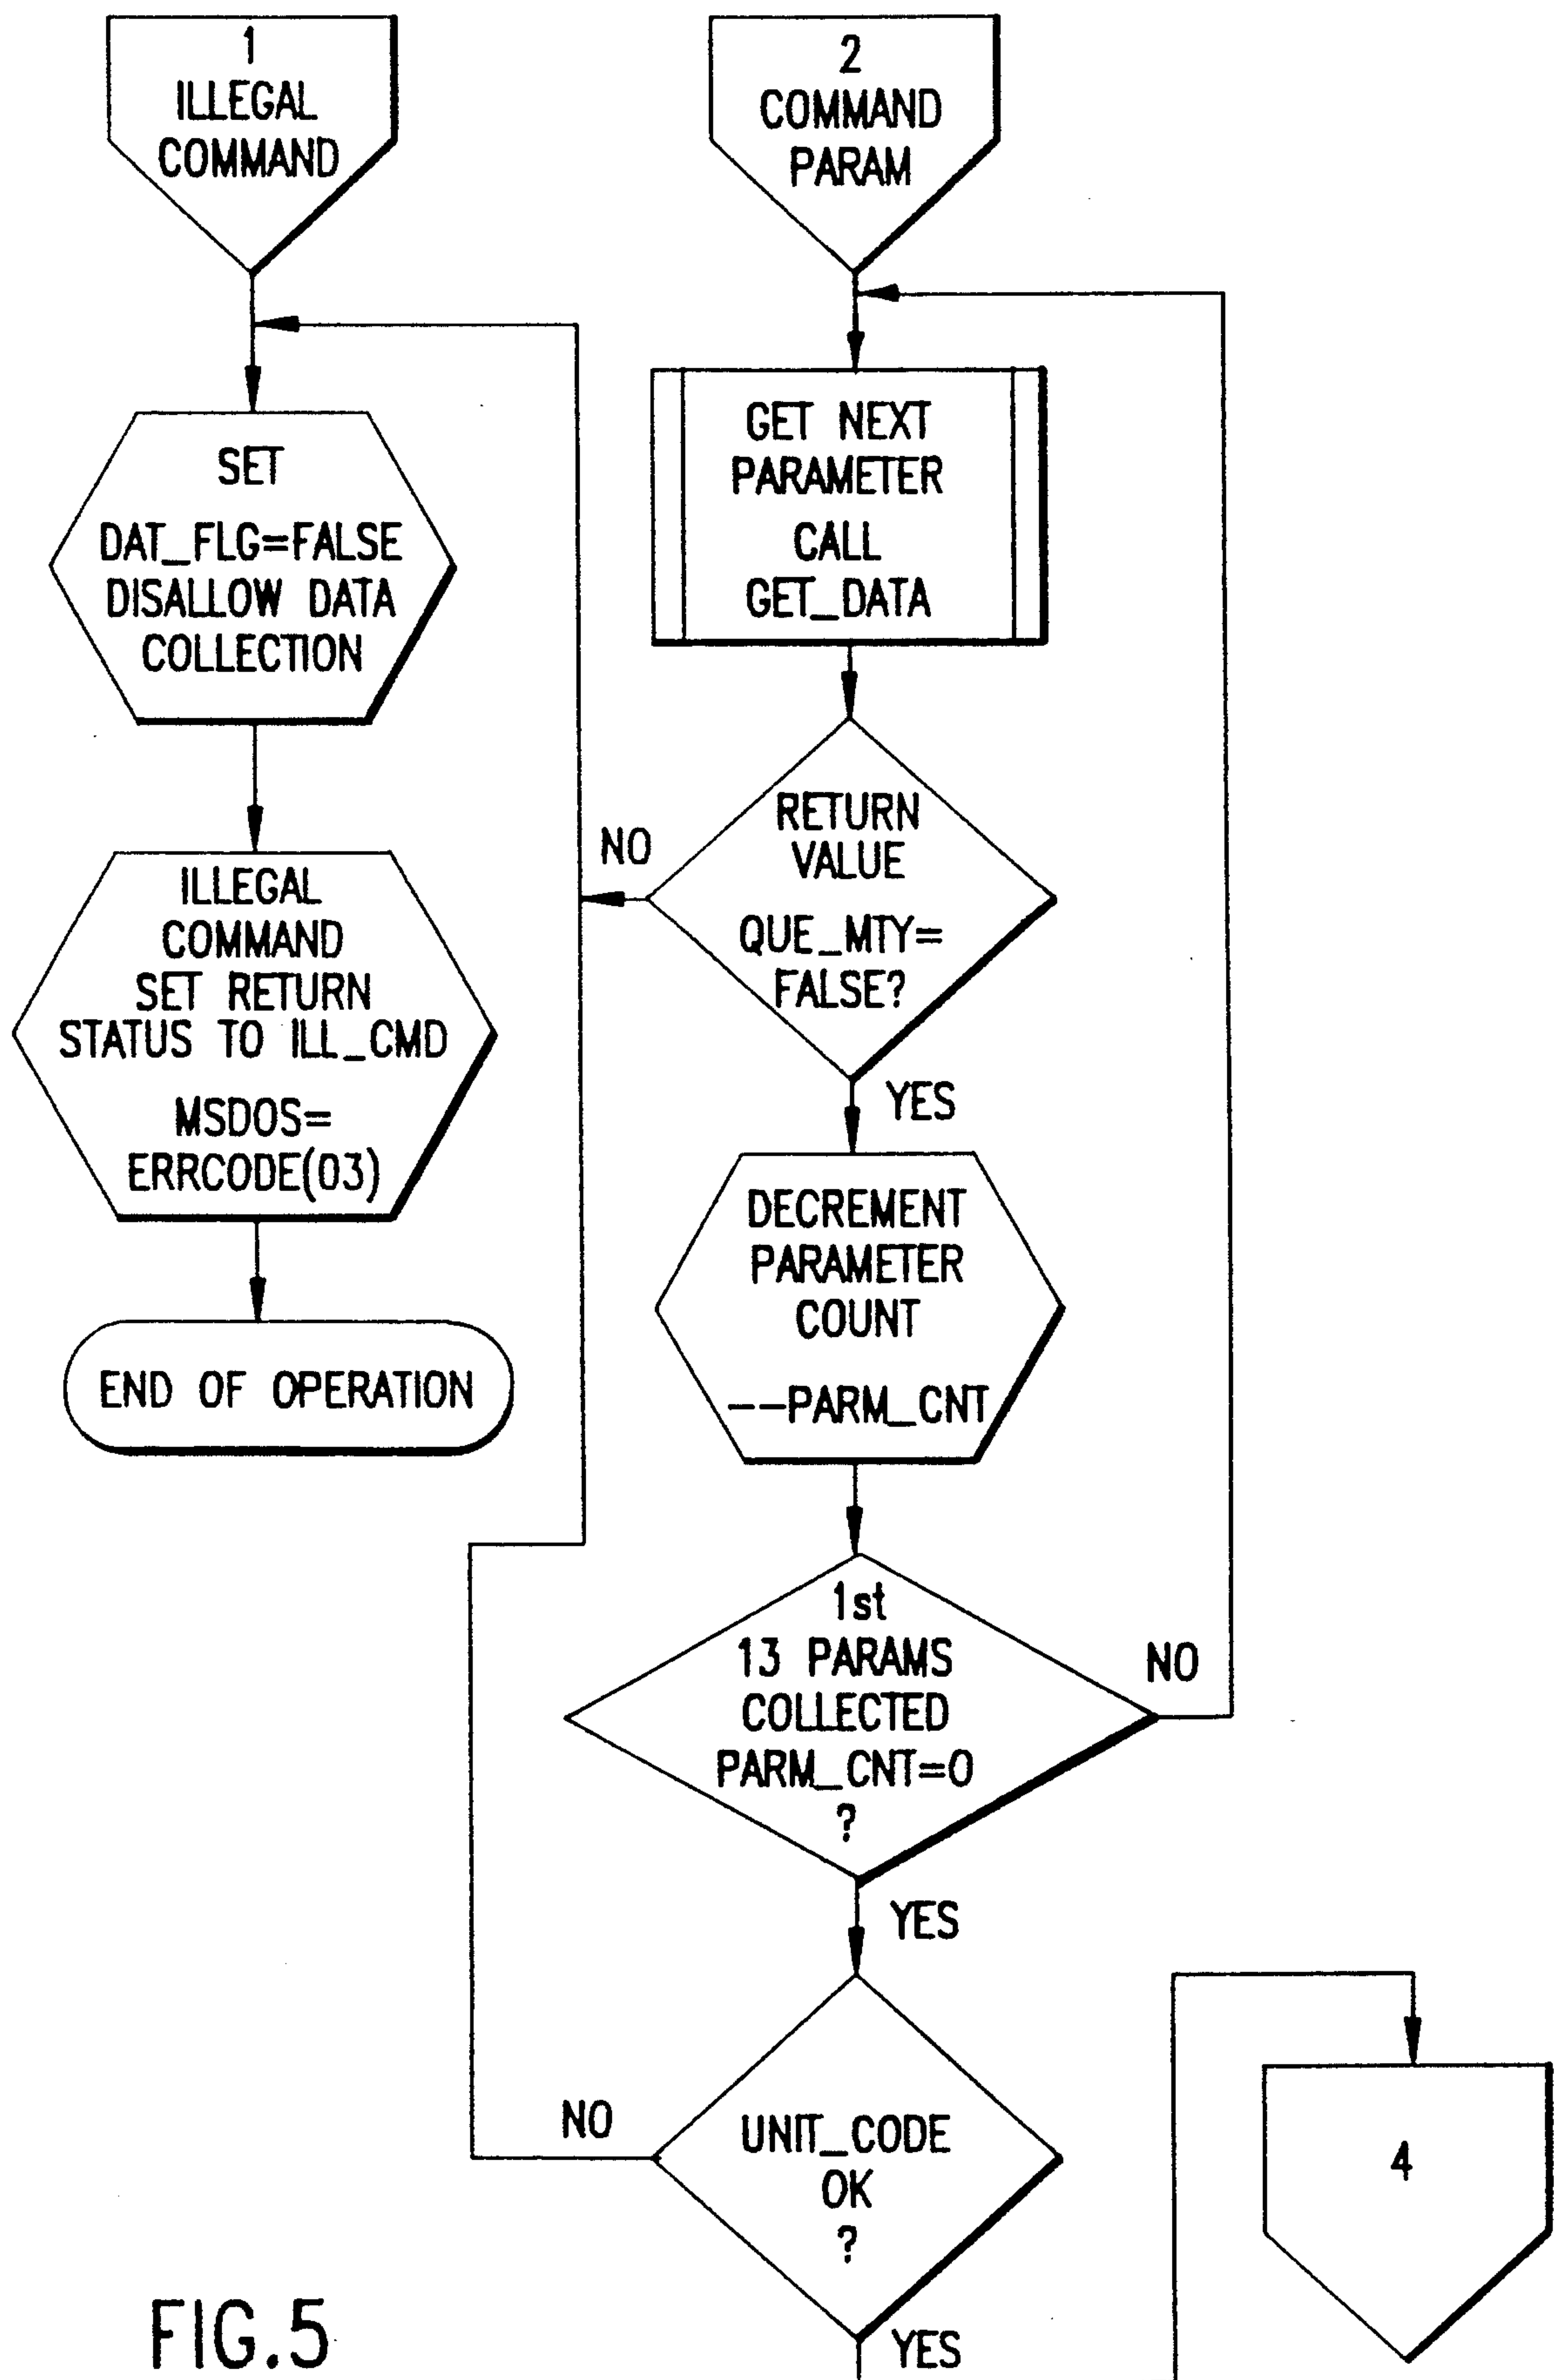 1
ILLEGAL
COMMAND
SET
DAT_FLG=FALSE
DISALLOW DATA
COLLECTION
ILLEGAL
COMMAND
SET RETURN
STATUS TO ILL_CMD
MSDOS=
ERRCODE(03)
END OF OPERATION
2
COMMAND
PARAM
GET NEXT
PARAMETER
CALL
GET_DATA
RETURN
VALUE
QUE_MTY=
FALSE?
NO
YES
DECREMENT
PARAMETER
COUNT
--PARM_CNT
1st
13 PARAMS
COLLECTED
PARM_CNT=0
?
NO
YES
UNIT_CODE
OK
?
NO
YES
4
FIG.5